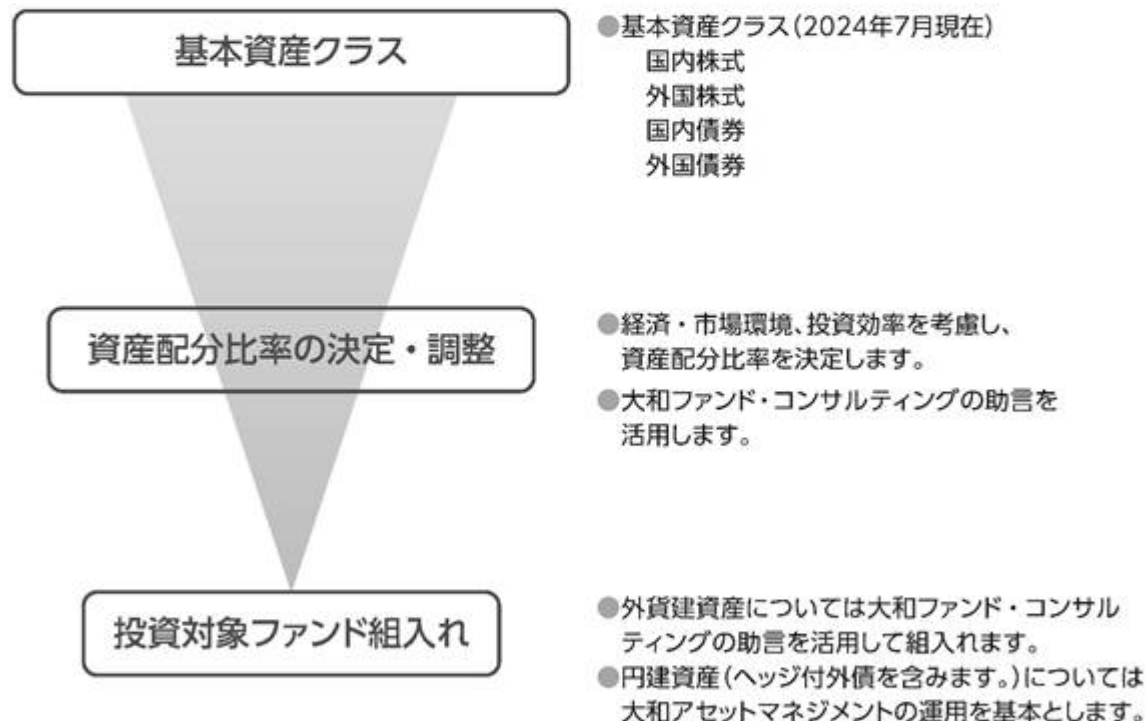 基本資産クラス
●基本資産クラス(2024年7月現在)
国内株式
外国株式
国内債券
外国債券
資産配分比率の決定・調整
●経済・市場環境、投資効率を考慮し、
資産配分比率を決定します。
●大和ファンド・コンサルティングの助言を
活用します。
投資対象ファンド組入れ
●外貨建資産については大和ファンド・コンサル
ティングの助言を活用して組入れます。
●円建資産(ヘッジ付外債を含みます。)については
大和アセットマネジメントの運用を基本とします。